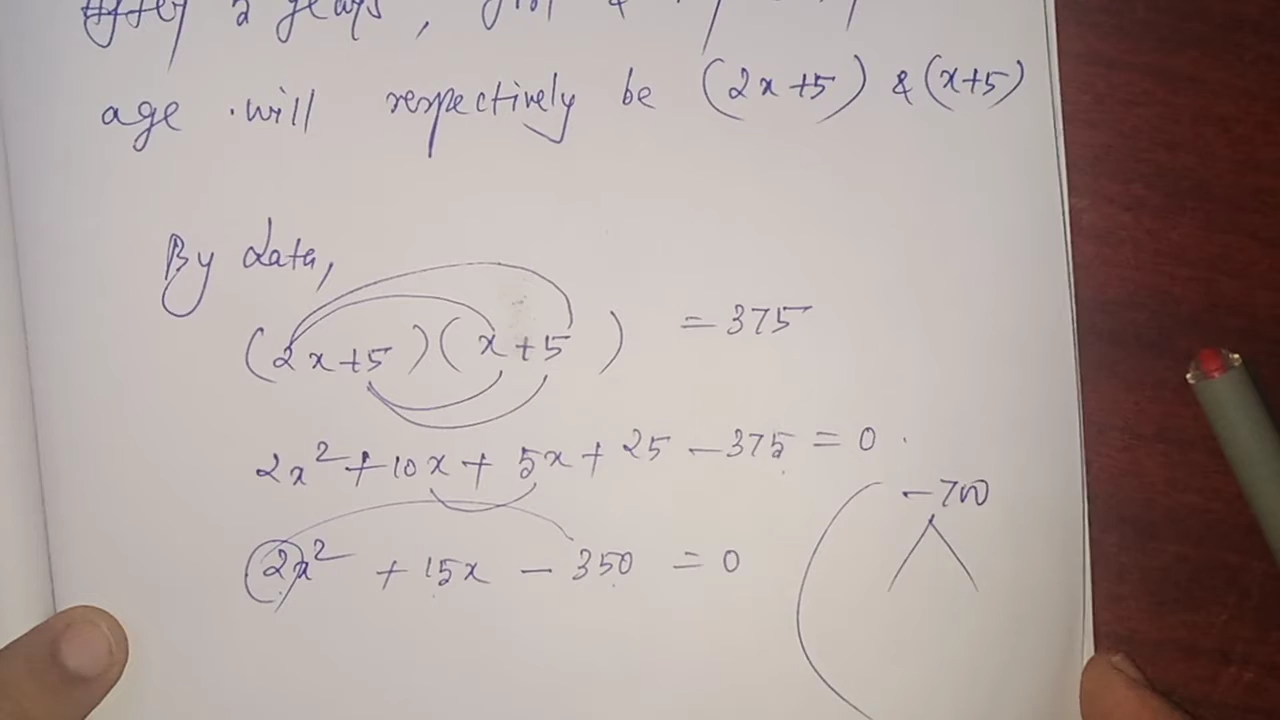 years,
age will respectively be (2x+5) & (x+5)
By data,
(2x+5)(x+5) = 375
2x²+10x+ 5x+25 -375 = 0
2x² + 15x - 350 = 0
-700